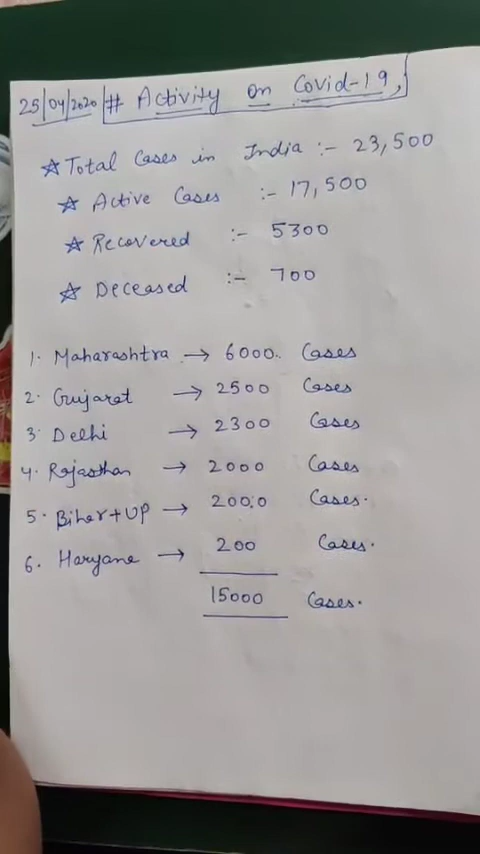 25/04/2020 # Activity on Covid-19,
☆ Total Cases in India :- 23,500
☆ Active Cases :- 17,500
☆ Recovered :- 5300
☆ Deceased :- 700
1. Maharashtra → 6000. Cases
2. Gujarat → 2500 Cases
3. Delhi → 2300 Cases
4. Rajasthan → 2000 Cases
5. Bihar+UP → 2000 Cases.
6. Haryana → 200 Cases.
15000 Cases.